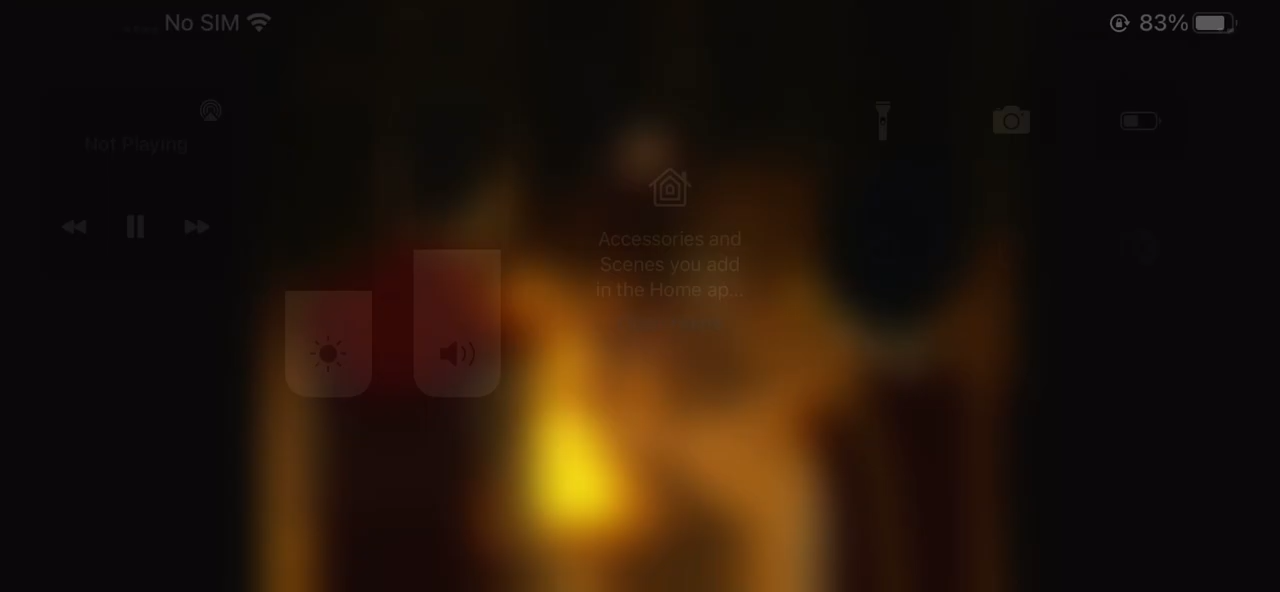 No SIM
83%
Not Playing
Accessories and
Scenes you add
in the Home ap...